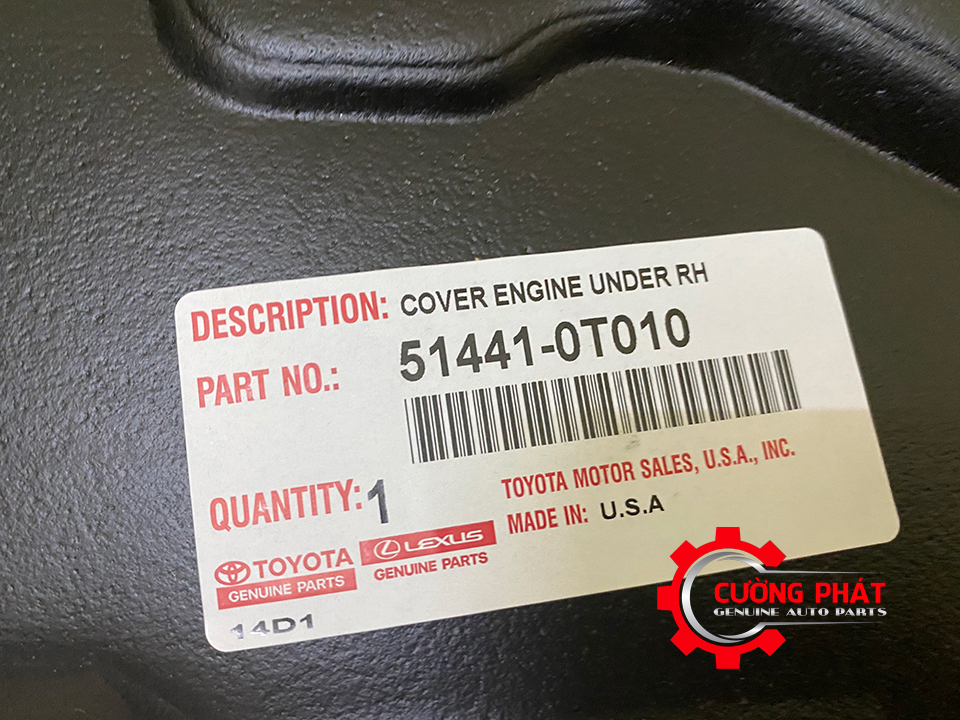 DESCRIPTION: COVER ENGINE UNDER RH
PART NO.: 51441-0T010
QUANTITY: 1
TOYOTA MOTOR SALES, U.S.A., INC.
MADE IN: U.S.A
TOYOTA
GENUINE PARTS
LEXUS
GENUINE PARTS
14D1
CƯỜNG PHÁT
GENUINE AUTO PARTS